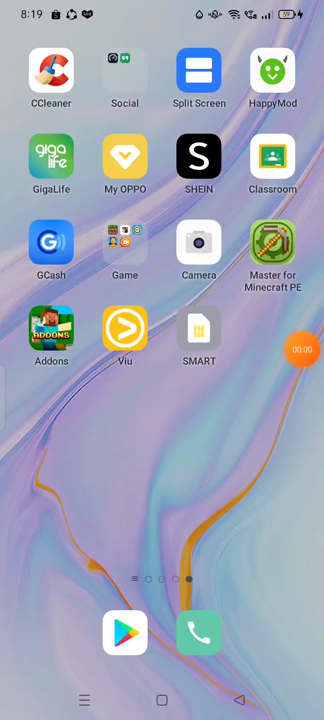 8:19
39
CCleaner
Social
Split Screen
HappyMod
giga
life
S
GigaLife
My OPPO
SHEIN
Classroom
GCash
Game
Camera
Master for
Minecraft PE
ADDONS
Addons
Viu
SMART
00:00